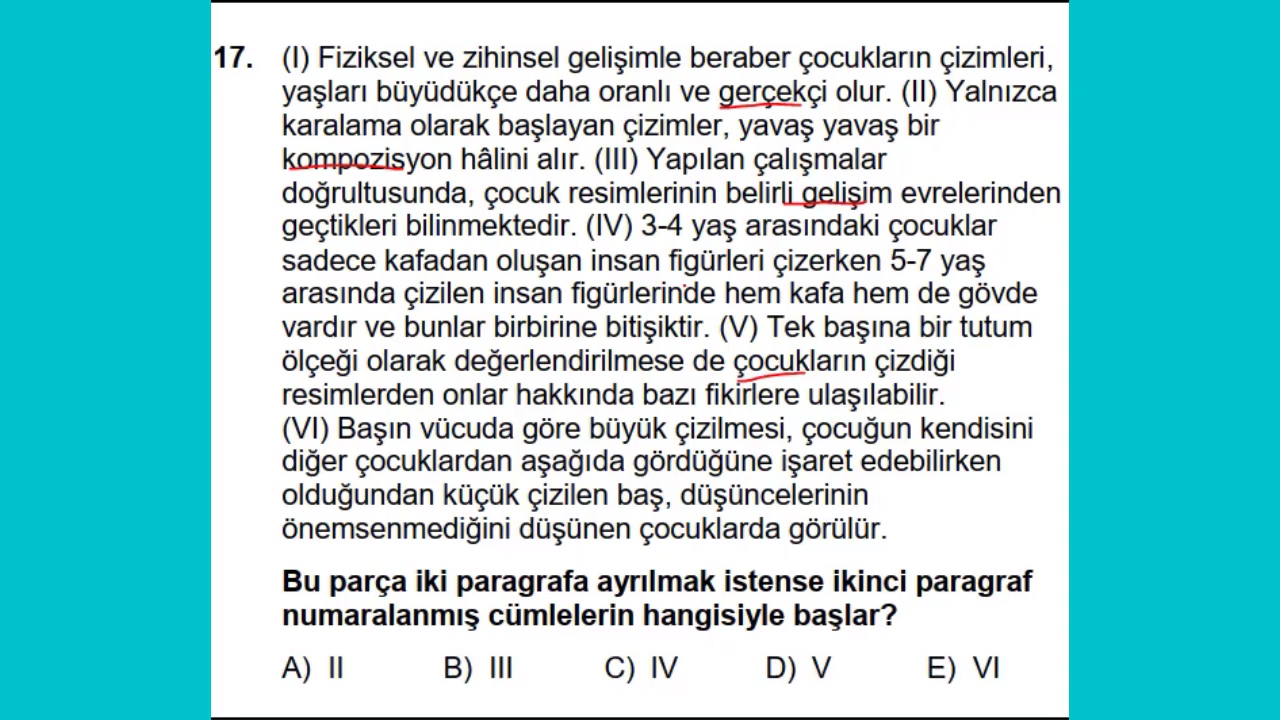 17. (I) Fiziksel ve zihinsel gelişimle beraber çocukların çizimleri,
yaşları büyüdükçe daha oranlı ve gerçekçi olur. (II) Yalnızca
karalama olarak başlayan çizimler, yavaş yavaş bir
kompozisyon hâlini alır. (III) Yapılan çalışmalar
doğrultusunda, çocuk resimlerinin belirli gelişim evrelerinden
geçtikleri bilinmektedir. (IV) 3-4 yaş arasındaki çocuklar
sadece kafadan oluşan insan figürleri çizerken 5-7 yaş
arasında çizilen insan figürlerinde hem kafa hem de gövde
vardır ve bunlar birbirine bitişiktir. (V) Tek başına bir tutum
ölçeği olarak değerlendirilmese de çocukların çizdiği
resimlerden onlar hakkında bazı fikirlere ulaşılabilir.
(VI) Başın vücuda göre büyük çizilmesi, çocuğun kendisini
diğer çocuklardan aşağıda gördüğüne işaret edebilirken
olduğundan küçük çizilen baş, düşüncelerinin
önemsenmediğini düşünen çocuklarda görülür.
Bu parça iki paragrafa ayrılmak istense ikinci paragraf
numaralanmış cümlelerin hangisiyle başlar?
A) II B) III C) IV D) V E) VI